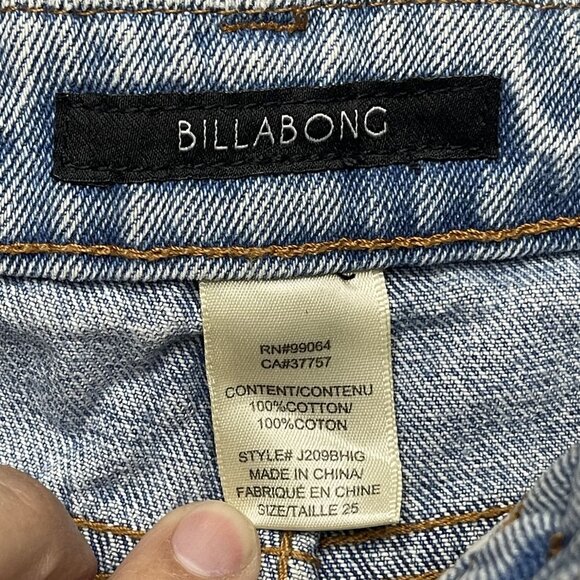 BILLABONG
RN#99064
CA#37757
CONTENT/CONTENU
100%COTTON/
100%COTON
STYLE# J209BHIG
MADE IN CHINA/
FABRIQUÉ EN CHINE
SIZE/TAILLE 25